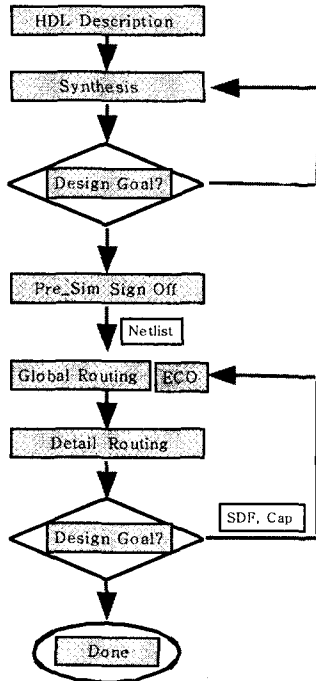 HDL Description
Synthesis
Design Goal?
Pre_Sim Sign Off
Netlist
Global Routing ECO
Detail Routing
SDF, Cap
Design Goal?
Done